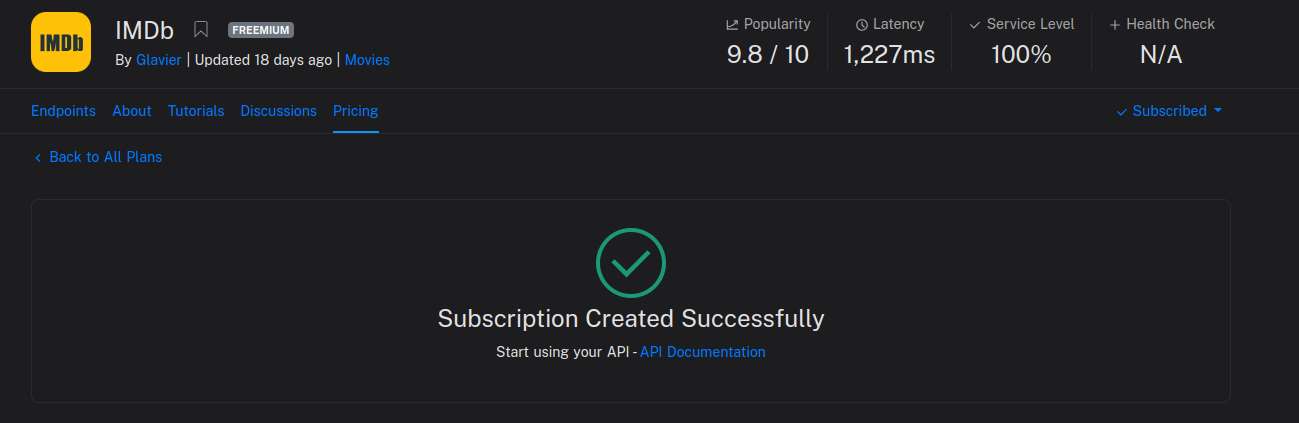 IMDb
IMDb FREEMIUM
By Glavier | Updated 18 days ago | Movies
Popularity
9.8 / 10
Latency
1,227ms
Service Level
100%
Health Check
N/A
Endpoints About Tutorials Discussions Pricing
Subscribed
Back to All Plans
Subscription Created Successfully
Start using your API - API Documentation